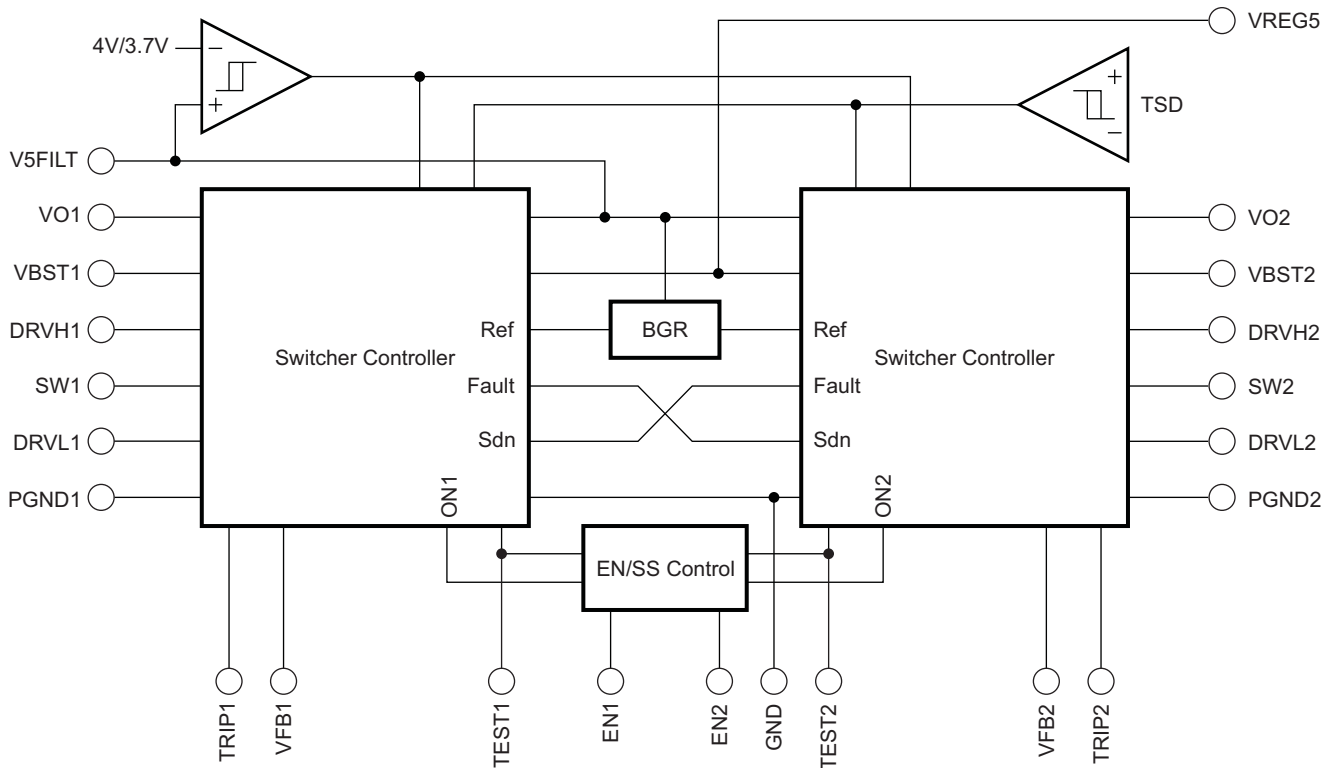 VREG5
4V/3.7V
−
+
+
−
TSD
V5FILT
VO1
VBST1
DRVH1
SW1
DRVL1
PGND1
Switcher Controller
Ref
Fault
Sdn
ON1
BGR
Ref
Fault
Sdn
ON2
Switcher Controller
VO2
VBST2
DRVH2
SW2
DRVL2
PGND2
EN/SS Control
TRIP1
VFB1
TEST1
EN1
EN2
GND
TEST2
VFB2
TRIP2